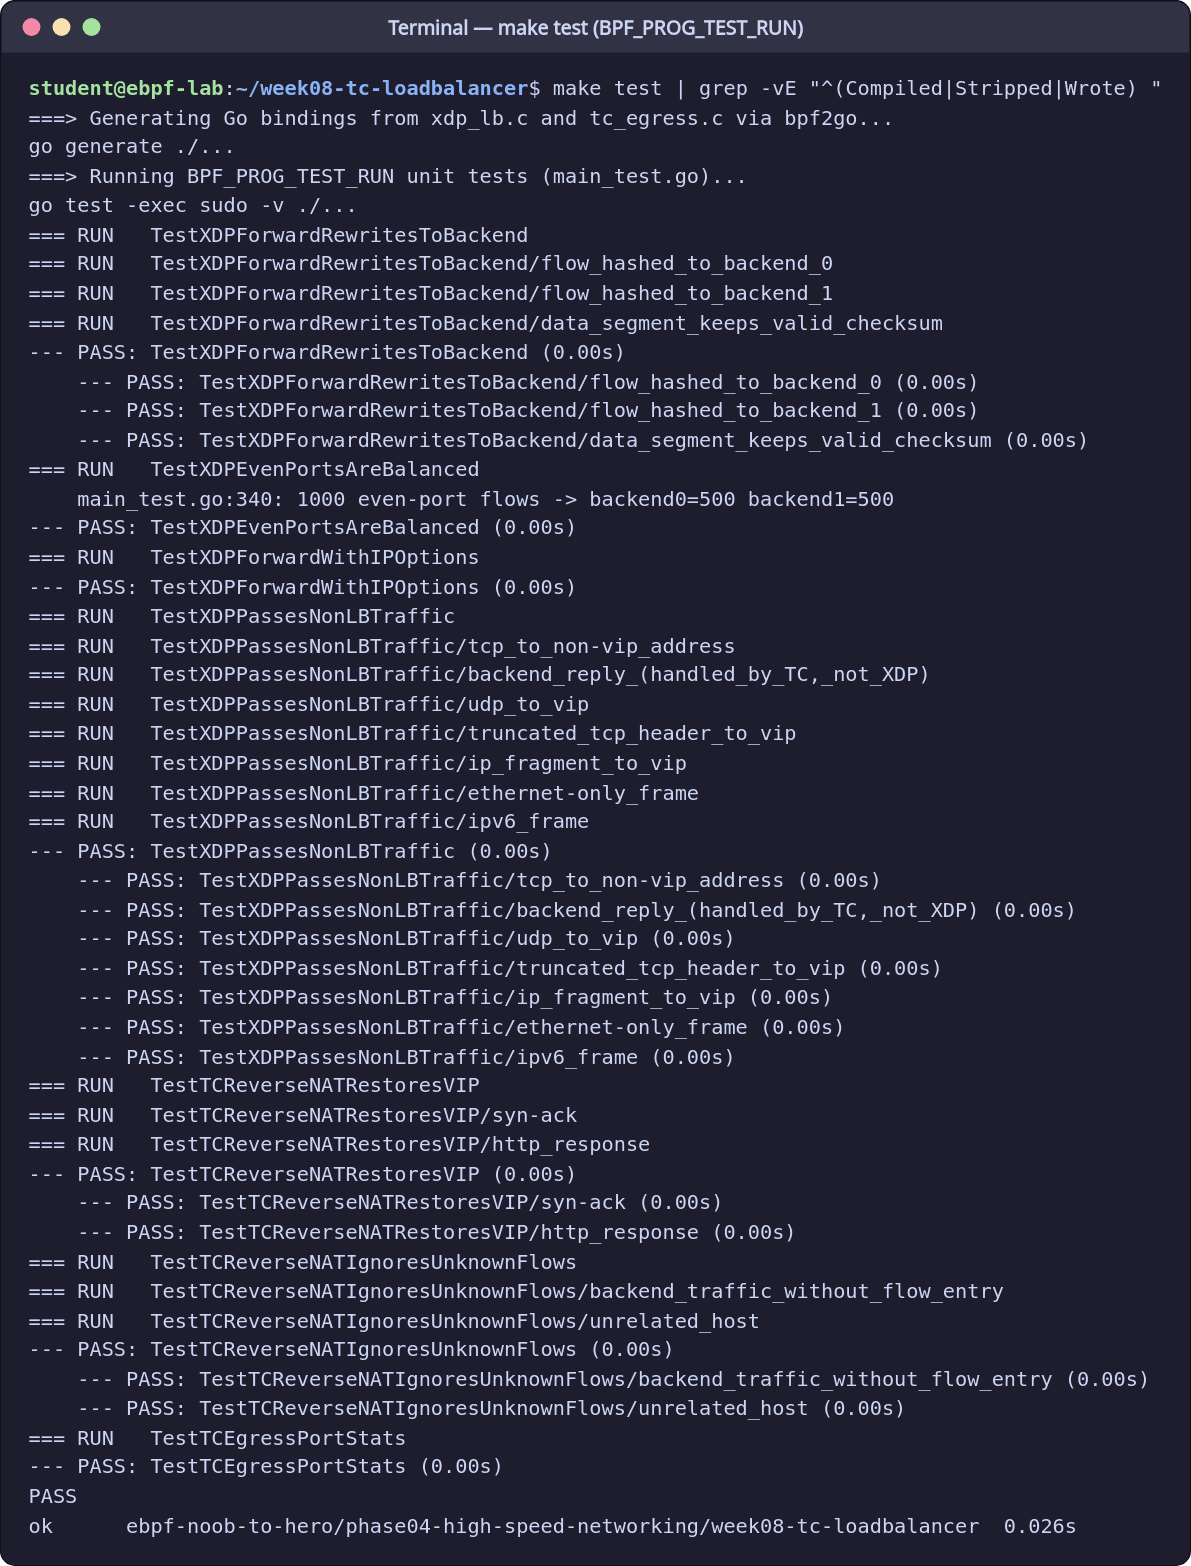 Terminal — make test (BPF_PROG_TEST_RUN)
student@ebpf-lab:~/week08-tc-loadbalancer$ make test | grep -vE "^(Compiled|Stripped|Wrote) "
===> Generating Go bindings from xdp_lb.c and tc_egress.c via bpf2go...
go generate ./...
===> Running BPF_PROG_TEST_RUN unit tests (main_test.go)...
go test -exec sudo -v ./...
=== RUN   TestXDPForwardRewritesToBackend
=== RUN   TestXDPForwardRewritesToBackend/flow_hashed_to_backend_0
=== RUN   TestXDPForwardRewritesToBackend/flow_hashed_to_backend_1
=== RUN   TestXDPForwardRewritesToBackend/data_segment_keeps_valid_checksum
--- PASS: TestXDPForwardRewritesToBackend (0.00s)
    --- PASS: TestXDPForwardRewritesToBackend/flow_hashed_to_backend_0 (0.00s)
    --- PASS: TestXDPForwardRewritesToBackend/flow_hashed_to_backend_1 (0.00s)
    --- PASS: TestXDPForwardRewritesToBackend/data_segment_keeps_valid_checksum (0.00s)
=== RUN   TestXDPEvenPortsAreBalanced
    main_test.go:340: 1000 even-port flows -> backend0=500 backend1=500
--- PASS: TestXDPEvenPortsAreBalanced (0.00s)
=== RUN   TestXDPForwardWithIPOptions
--- PASS: TestXDPForwardWithIPOptions (0.00s)
=== RUN   TestXDPPassesNonLBTraffic
=== RUN   TestXDPPassesNonLBTraffic/tcp_to_non-vip_address
=== RUN   TestXDPPassesNonLBTraffic/backend_reply_(handled_by_TC,_not_XDP)
=== RUN   TestXDPPassesNonLBTraffic/udp_to_vip
=== RUN   TestXDPPassesNonLBTraffic/truncated_tcp_header_to_vip
=== RUN   TestXDPPassesNonLBTraffic/ip_fragment_to_vip
=== RUN   TestXDPPassesNonLBTraffic/ethernet-only_frame
=== RUN   TestXDPPassesNonLBTraffic/ipv6_frame
--- PASS: TestXDPPassesNonLBTraffic (0.00s)
    --- PASS: TestXDPPassesNonLBTraffic/tcp_to_non-vip_address (0.00s)
    --- PASS: TestXDPPassesNonLBTraffic/backend_reply_(handled_by_TC,_not_XDP) (0.00s)
    --- PASS: TestXDPPassesNonLBTraffic/udp_to_vip (0.00s)
    --- PASS: TestXDPPassesNonLBTraffic/truncated_tcp_header_to_vip (0.00s)
    --- PASS: TestXDPPassesNonLBTraffic/ip_fragment_to_vip (0.00s)
    --- PASS: TestXDPPassesNonLBTraffic/ethernet-only_frame (0.00s)
    --- PASS: TestXDPPassesNonLBTraffic/ipv6_frame (0.00s)
=== RUN   TestTCReverseNATRestoresVIP
=== RUN   TestTCReverseNATRestoresVIP/syn-ack
=== RUN   TestTCReverseNATRestoresVIP/http_response
--- PASS: TestTCReverseNATRestoresVIP (0.00s)
    --- PASS: TestTCReverseNATRestoresVIP/syn-ack (0.00s)
    --- PASS: TestTCReverseNATRestoresVIP/http_response (0.00s)
=== RUN   TestTCReverseNATIgnoresUnknownFlows
=== RUN   TestTCReverseNATIgnoresUnknownFlows/backend_traffic_without_flow_entry
=== RUN   TestTCReverseNATIgnoresUnknownFlows/unrelated_host
--- PASS: TestTCReverseNATIgnoresUnknownFlows (0.00s)
    --- PASS: TestTCReverseNATIgnoresUnknownFlows/backend_traffic_without_flow_entry (0.00s)
    --- PASS: TestTCReverseNATIgnoresUnknownFlows/unrelated_host (0.00s)
=== RUN   TestTCEgressPortStats
--- PASS: TestTCEgressPortStats (0.00s)
PASS
ok      ebpf-noob-to-hero/phase04-high-speed-networking/week08-tc-loadbalancer  0.026s